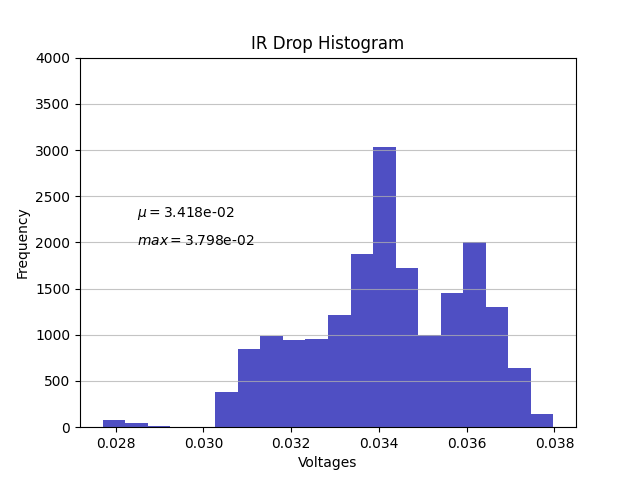 IR Drop Histogram
4000
3500
3000
2500
2000
1500
1000
500
0
Frequency
μ = 3.418e-02
max = 3.798e-02
0.028 0.030 0.032 0.034 0.036 0.038
Voltages